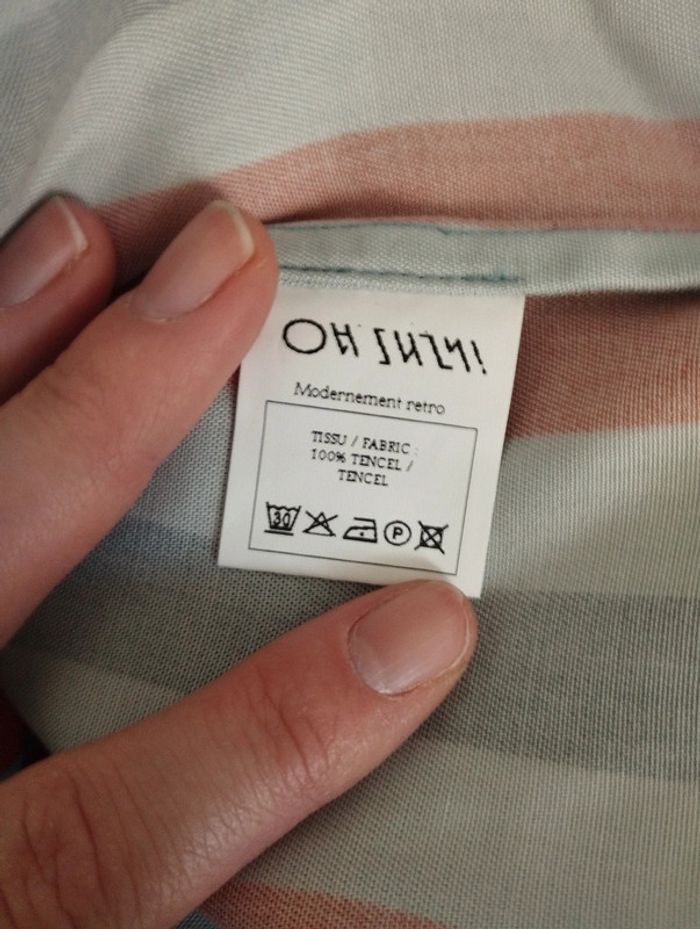 OH SUZY!
Modernement retro
TISSU / FABRIC :
100% TENCEL /
TENCEL
30 P